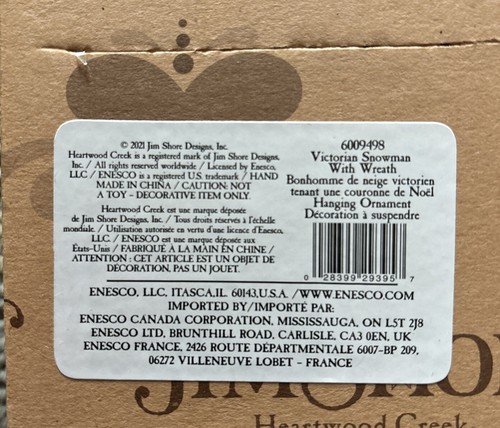 © 2021 Jim Shore Designs, Inc.
Heartwood Creek is a registered mark of Jim Shore Designs,
Inc. / All rights reserved worldwide / Licensed by Enesco,
LLC / ENESCO is a registered U.S. trademark / HAND
MADE IN CHINA / CAUTION: NOT
A TOY - DECORATIVE ITEM ONLY.
Heartwood Creek est une marque déposée
de Jim Shore Designs, Inc. / Tous droits réservés à l'échelle
mondiale. / Utilisation autorisée en vertu d'une licence d'Enesco,
LLC / ENESCO est une marque déposée aux
États-Unis / FABRIQUÉ A LA MAIN EN CHINE /
ATTENTION : CET ARTICLE EST UN OBJET DE
DÉCORATION, PAS UN JOUET.
6009498
Victorian Snowman
With Wreath
Bonhomme de neige victorien
tenant une couronne de Noël
Hanging Ornament
Décoration à suspendre
0 28399 29395 7
ENESCO, LLC, ITASCA, IL 60143, U.S.A. /WWW.ENESCO.COM
IMPORTED BY/IMPORTÉ PAR:
ENESCO CANADA CORPORATION, MISSISSAUGA, ON L5T 2J8
ENESCO LTD, BRUNTHILL ROAD, CARLISLE, CA3 0EN, UK
ENESCO FRANCE, 2426 ROUTE DÉPARTEMENTALE 6007-BP 209,
06272 VILLENEUVE LOBET - FRANCE
JIM SHO
Heartwood Creek